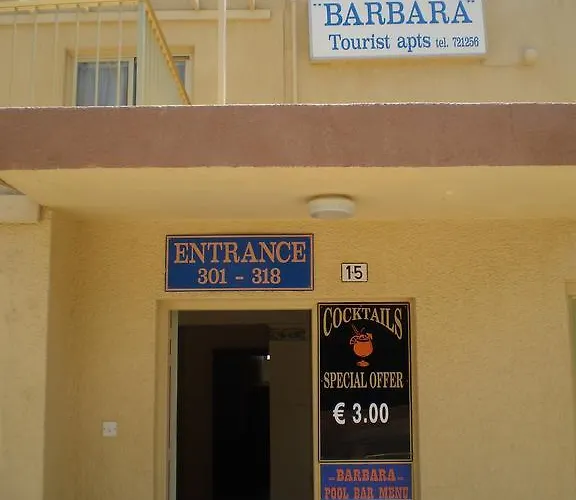 "BARBARA"
Tourist apts tel. 721256
ENTRANCE
301 - 318
15
COCKTAILS
SPECIAL OFFER
€ 3.00
- BARBARA -
POOL BAR MENU